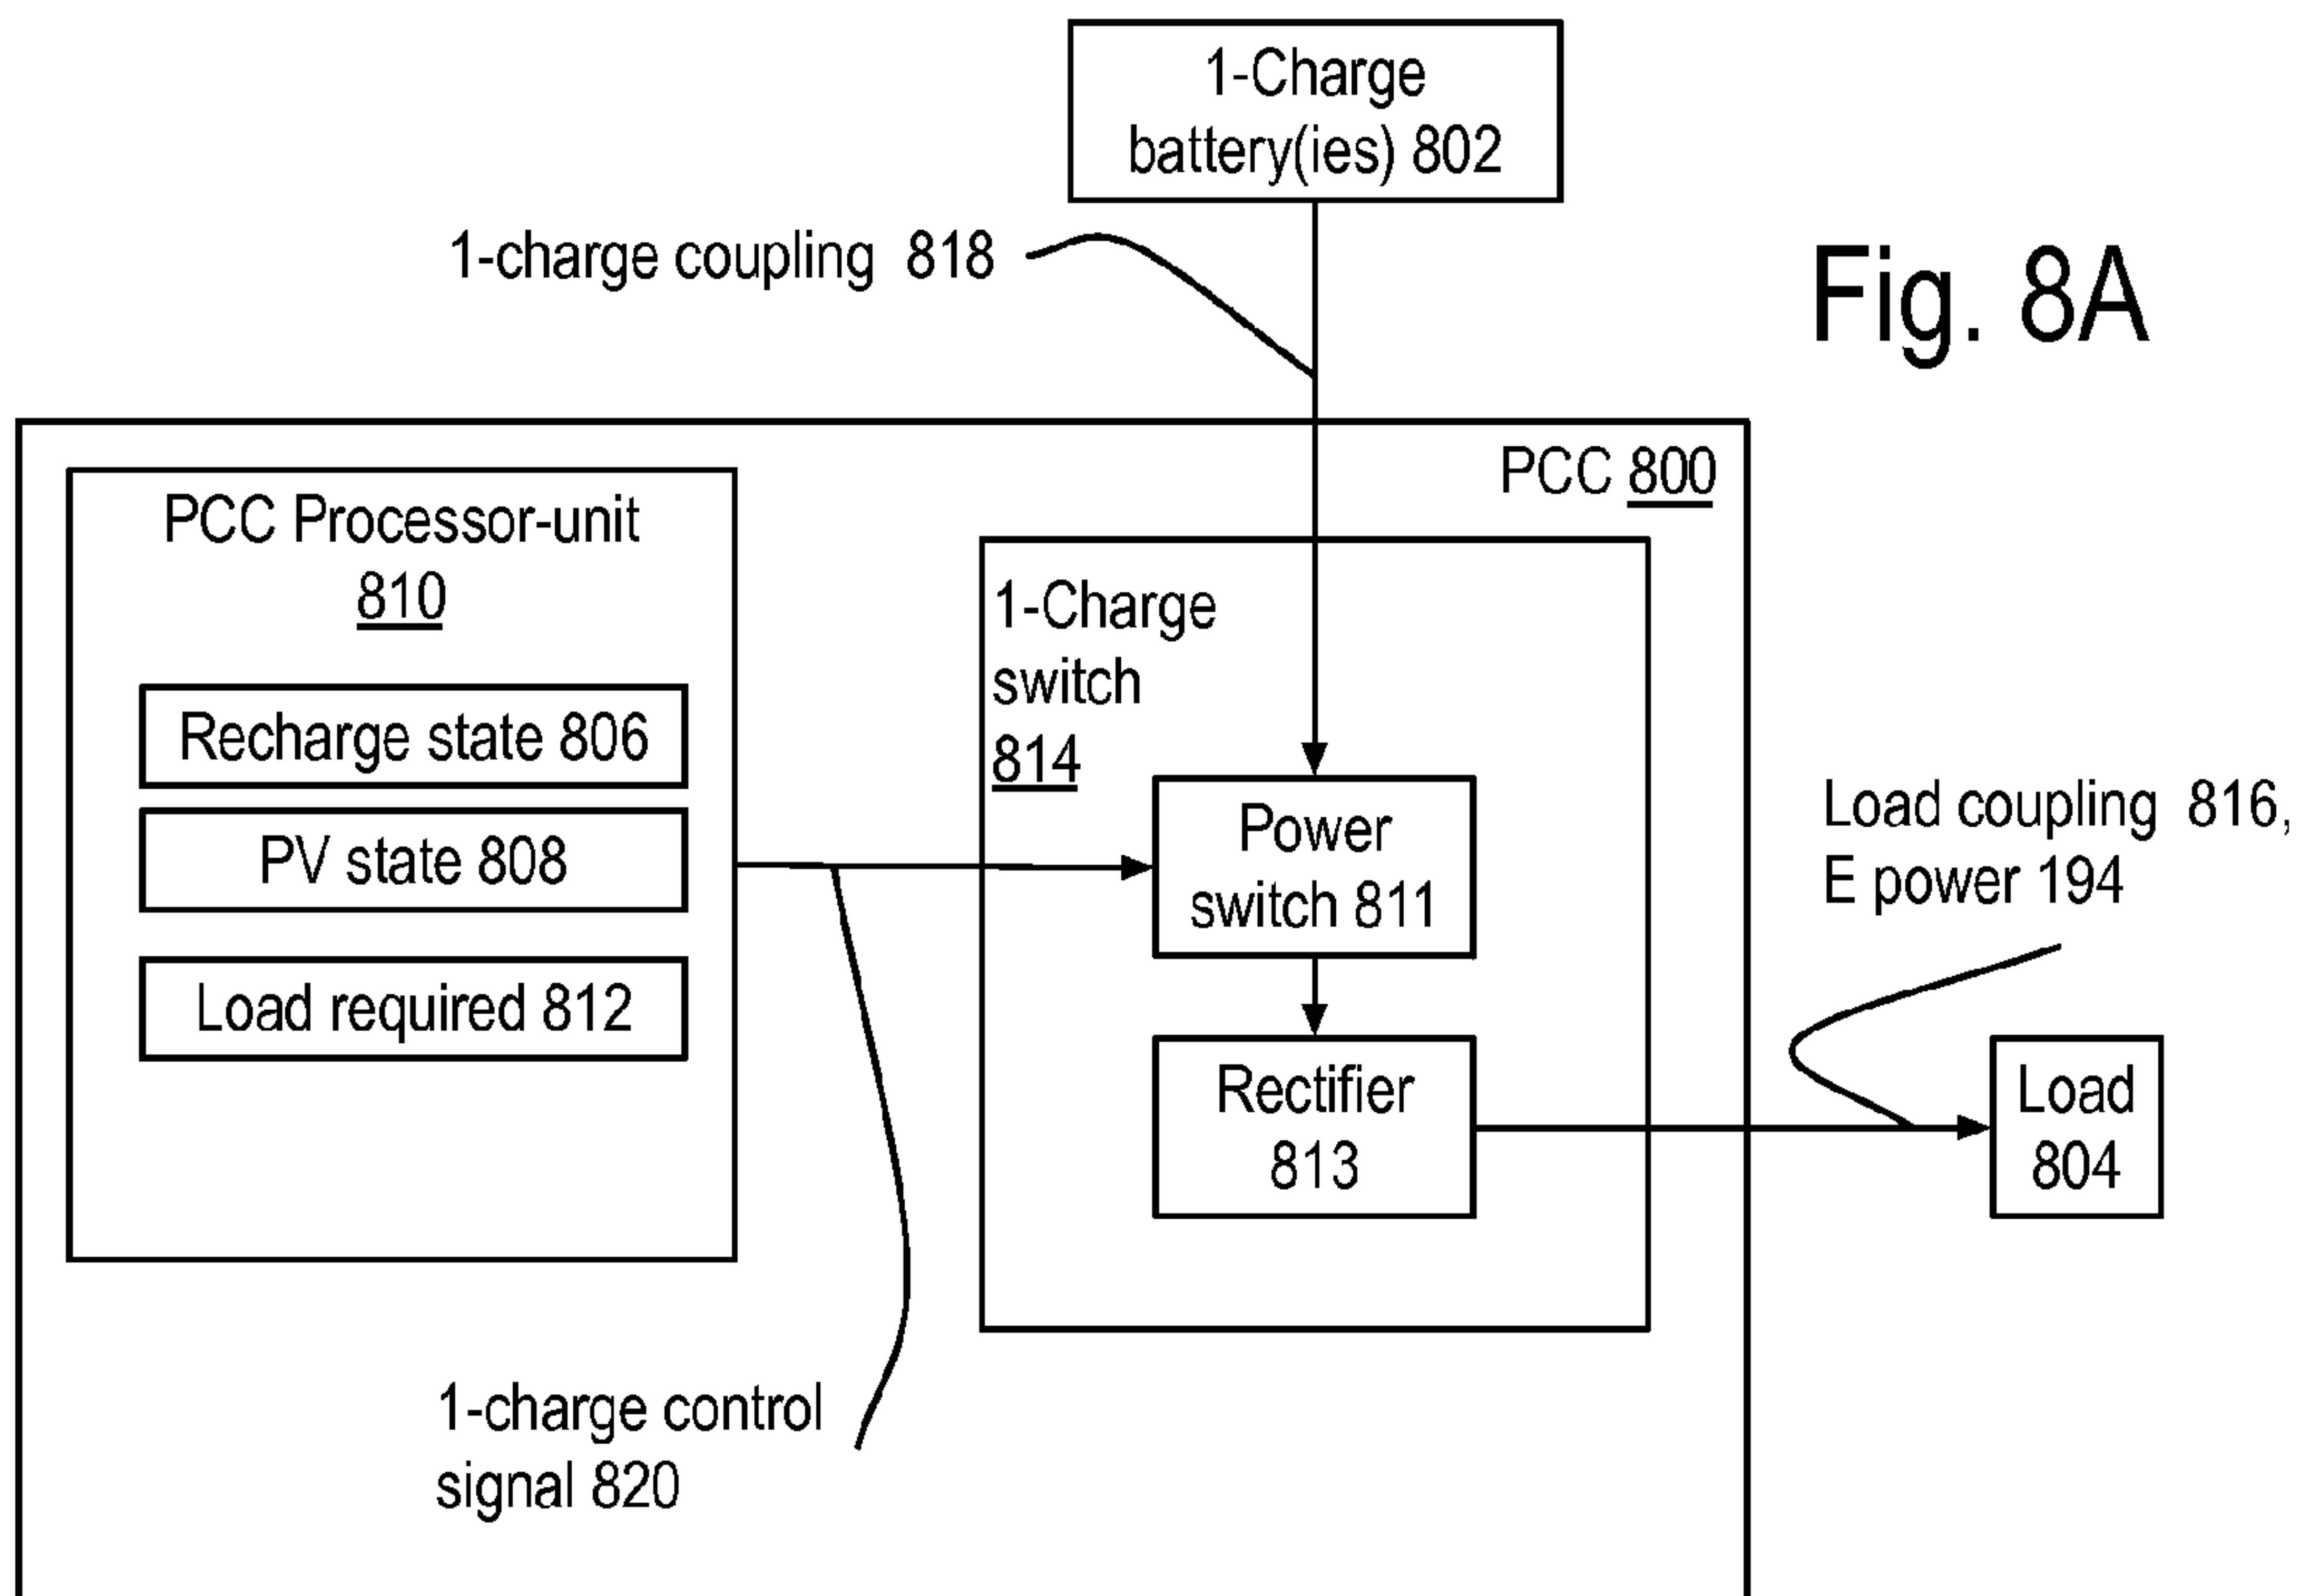 1-Charge
battery(ies) 802
1-charge coupling 818
Fig. 8A
PCC 800
PCC Processor-unit
810
Recharge state 806
PV state 808
Load required 812
1-Charge
switch
814
Power
switch 811
Rectifier
813
Load coupling 816,
E power 194
Load
804
1-charge control
signal 820